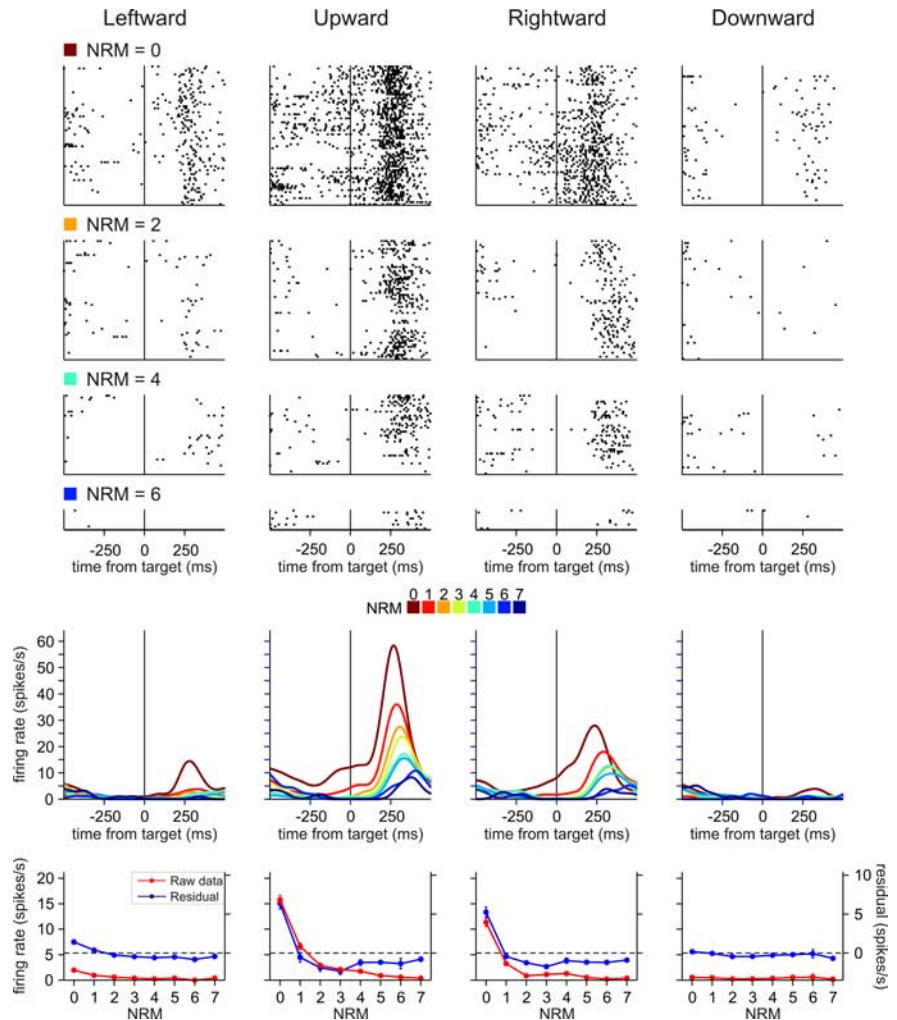 Leftward Upward Rightward Downward
NRM = 0
NRM = 2
NRM = 4
NRM = 6
-250 0 250 -250 0 250 -250 0 250 -250 0 250
time from target (ms) time from target (ms) time from target (ms) time from target (ms)
0 1 2 3 4 5 6 7
NRM
60
50
40
30
20
10
0
firing rate (spikes/s)
-250 0 250 -250 0 250 -250 0 250 -250 0 250
time from target (ms) time from target (ms) time from target (ms) time from target (ms)
20
15
10
5
0
firing rate (spikes/s)
Raw data
Residual
10
5
0
-5
residual (spikes/s)
0 1 2 3 4 5 6 7 0 1 2 3 4 5 6 7 0 1 2 3 4 5 6 7 0 1 2 3 4 5 6 7
NRM NRM NRM NRM